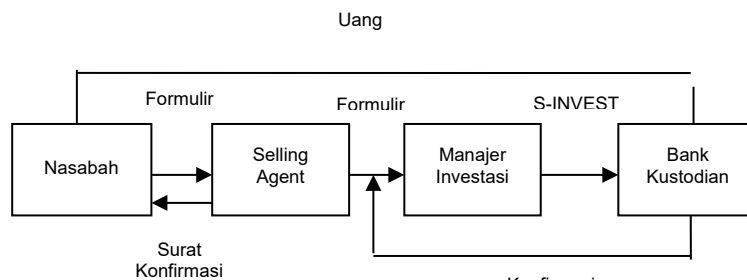 Uang
Formulir
Formulir
S-INVEST
Nasabah
Selling
Agent
Manajer
Investasi
Bank
Kustodian
Surat
Konfirmasi